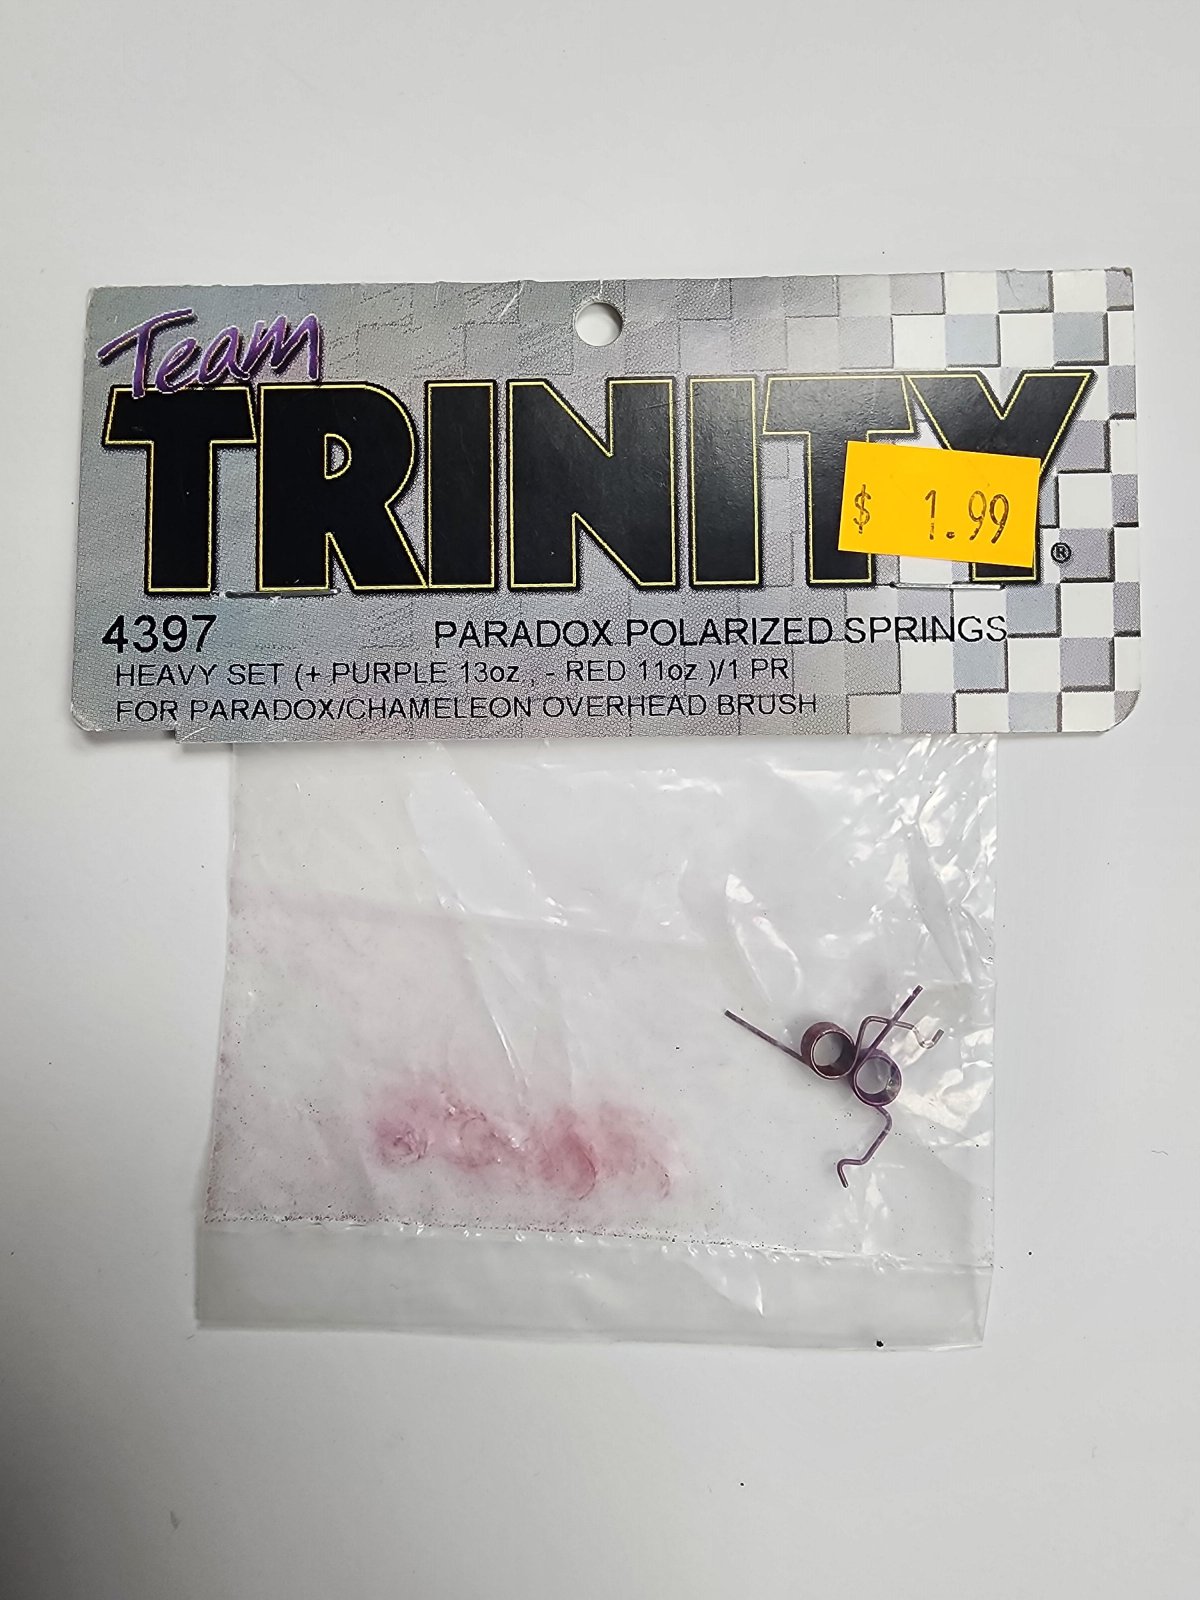 Team
TRINITY®
$ 1.99
4397 PARADOX POLARIZED SPRINGS
HEAVY SET (+ PURPLE 13oz , - RED 11oz )/1 PR
FOR PARADOX/CHAMELEON OVERHEAD BRUSH